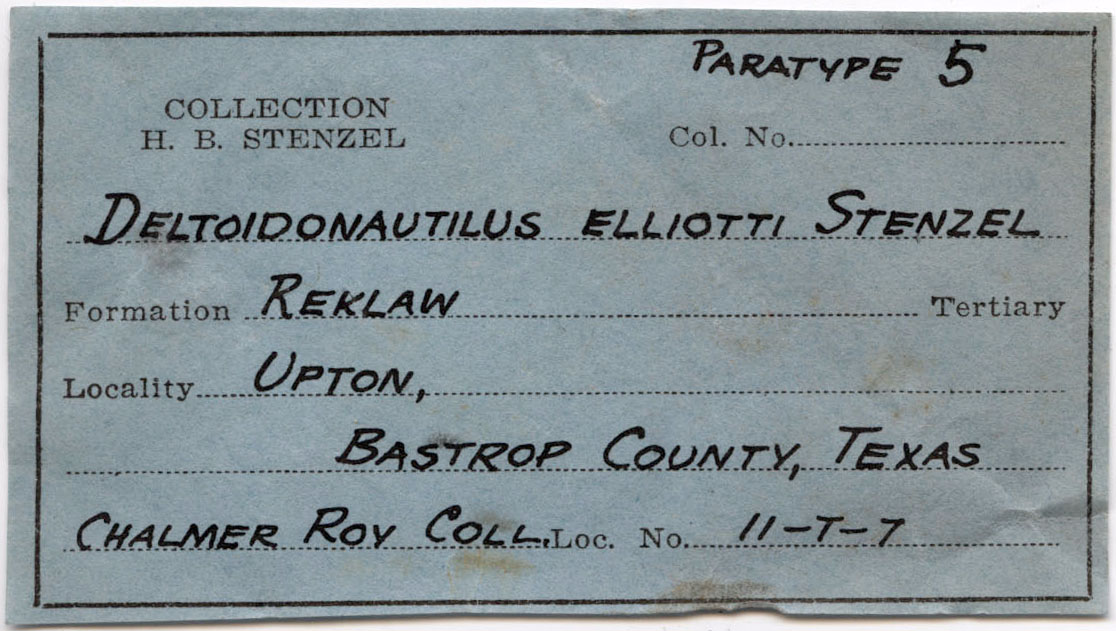 PARATYPE 5
COLLECTION
H. B. STENZEL
Col. No.
DELTOIDONAUTILUS ELLIOTTI STENZEL
Formation REKLAW Tertiary
Locality UPTON,
BASTROP COUNTY, TEXAS
CHALMER ROY COLL. Loc. No. 11-T-7